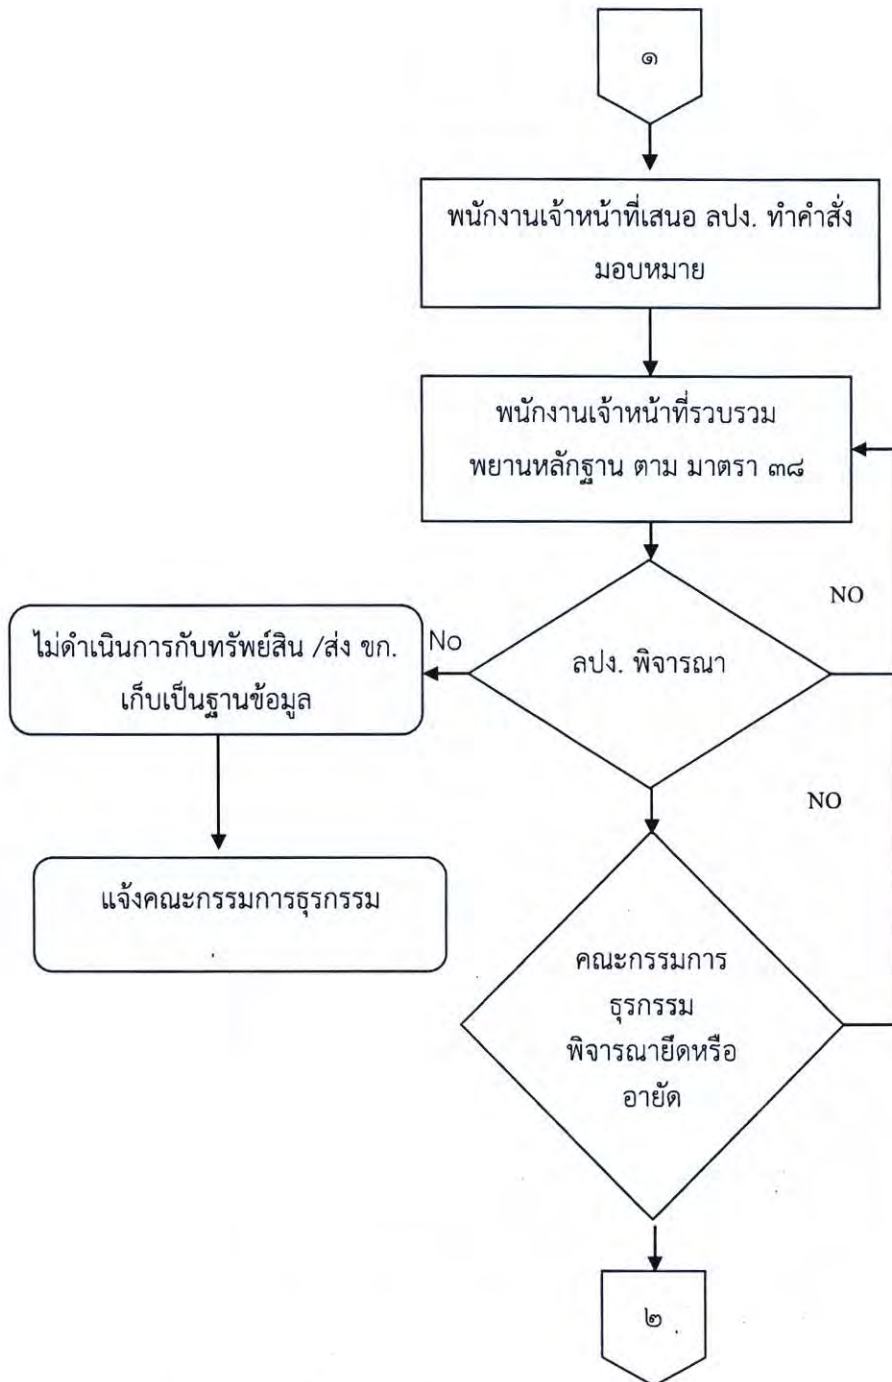 ๑
พนักงานเจ้าหน้าที่เสนอ ลปง. ทำคำสั่ง
มอบหมาย
พนักงานเจ้าหน้าที่รวบรวม
พยานหลักฐาน ตาม มาตรา ๓๘
NO
ไม่ดำเนินการกับทรัพย์สิน /ส่ง ขก.
เก็บเป็นฐานข้อมูล
No
ลปง. พิจารณา
NO
แจ้งคณะกรรมการธุรกรรม
คณะกรรมการ
ธุรกรรม
พิจารณายึดหรือ
อายัด
๒